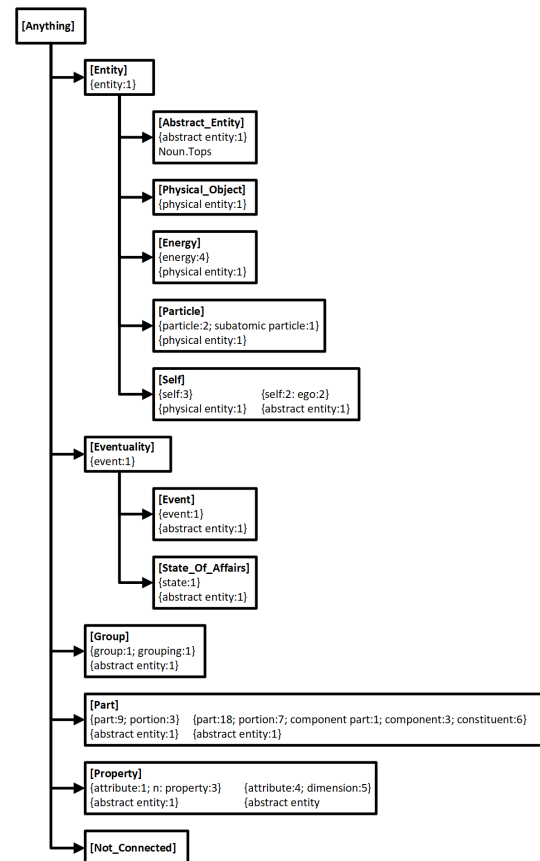 [Anything]
[Entity]
{entity:1}
[Abstract_Entity]
{abstract entity:1}
Noun.Tops
[Physical_Object]
{physical entity:1}
[Energy]
{energy:4}
{physical entity:1}
[Particle]
{particle:2; subatomic particle:1}
{physical entity:1}
[Self]
{self:3} {self:2: ego:2}
{physical entity:1} {abstract entity:1}
[Eventuality]
{event:1}
[Event]
{event:1}
{abstract entity:1}
[State_Of_Affairs]
{state:1}
{abstract entity:1}
[Group]
{group:1; grouping:1}
{abstract entity:1}
[Part]
{part:9; portion:3} {part:18; portion:7; component part:1; component:3; constituent:6}
{abstract entity:1} {abstract entity:1}
[Property]
{attribute:1; n: property:3} {attribute:4; dimension:5}
{abstract entity:1} {abstract entity
[Not_Connected]